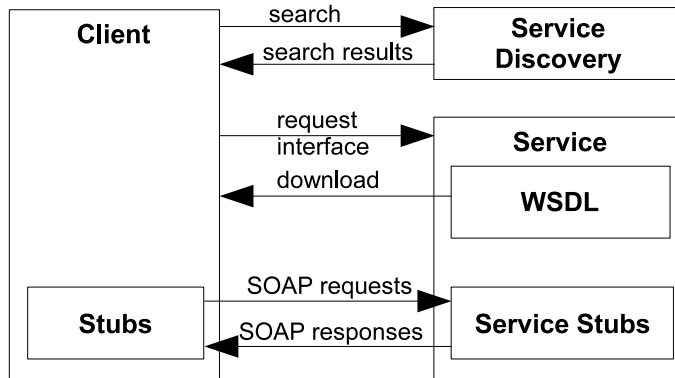 Client
search
search results
Service
Discovery
request
interface
download
Service
WSDL
SOAP requests
SOAP responses
Stubs
Service Stubs